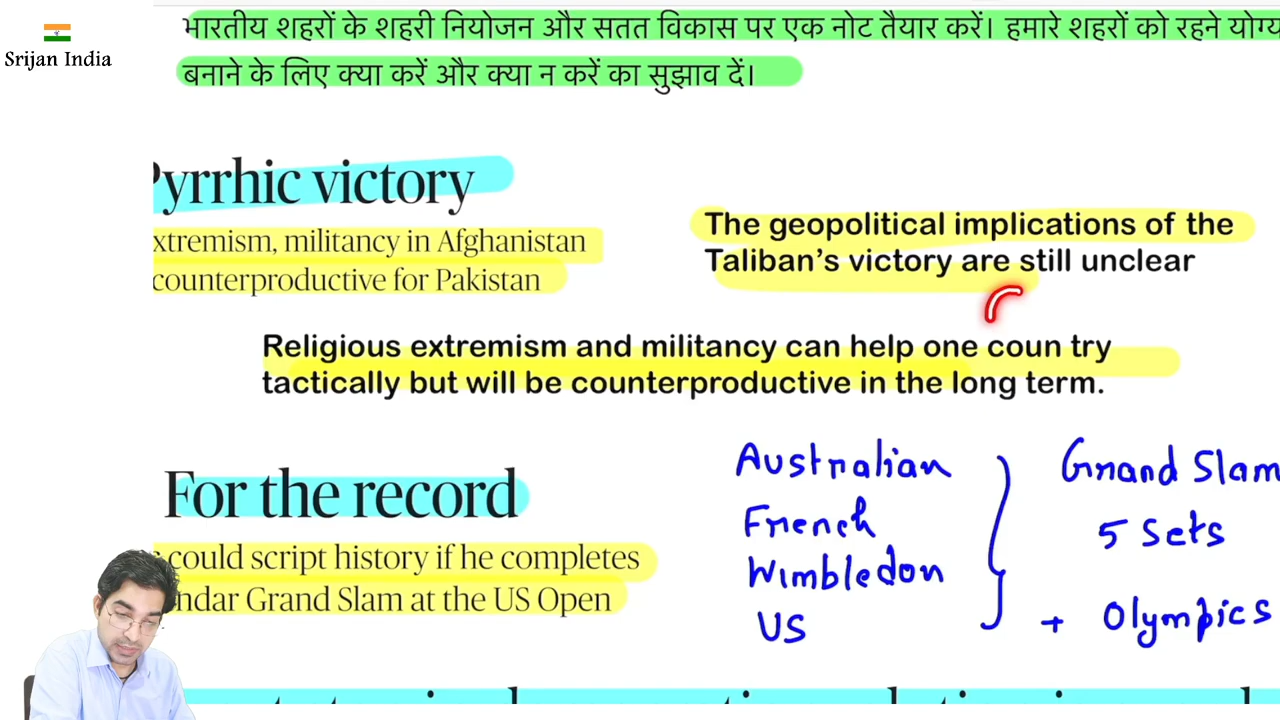 Srijan India
भारतीय शहरों के शहरी नियोजन और सतत विकास पर एक नोट तैयार करें। हमारे शहरों को रहने योग्य
बनाने के लिए क्या करें और क्या न करें का सुझाव दें।
Pyrrhic victory
xtremism, militancy in Afghanistan
counterproductive for Pakistan
The geopolitical implications of the
Taliban's victory are still unclear
Religious extremism and militancy can help one coun try
tactically but will be counterproductive in the long term.
For the record
could script history if he completes
ndar Grand Slam at the US Open
Australian
French
Wimbledon
US
Grand Slam
5 Sets
+ Olympics